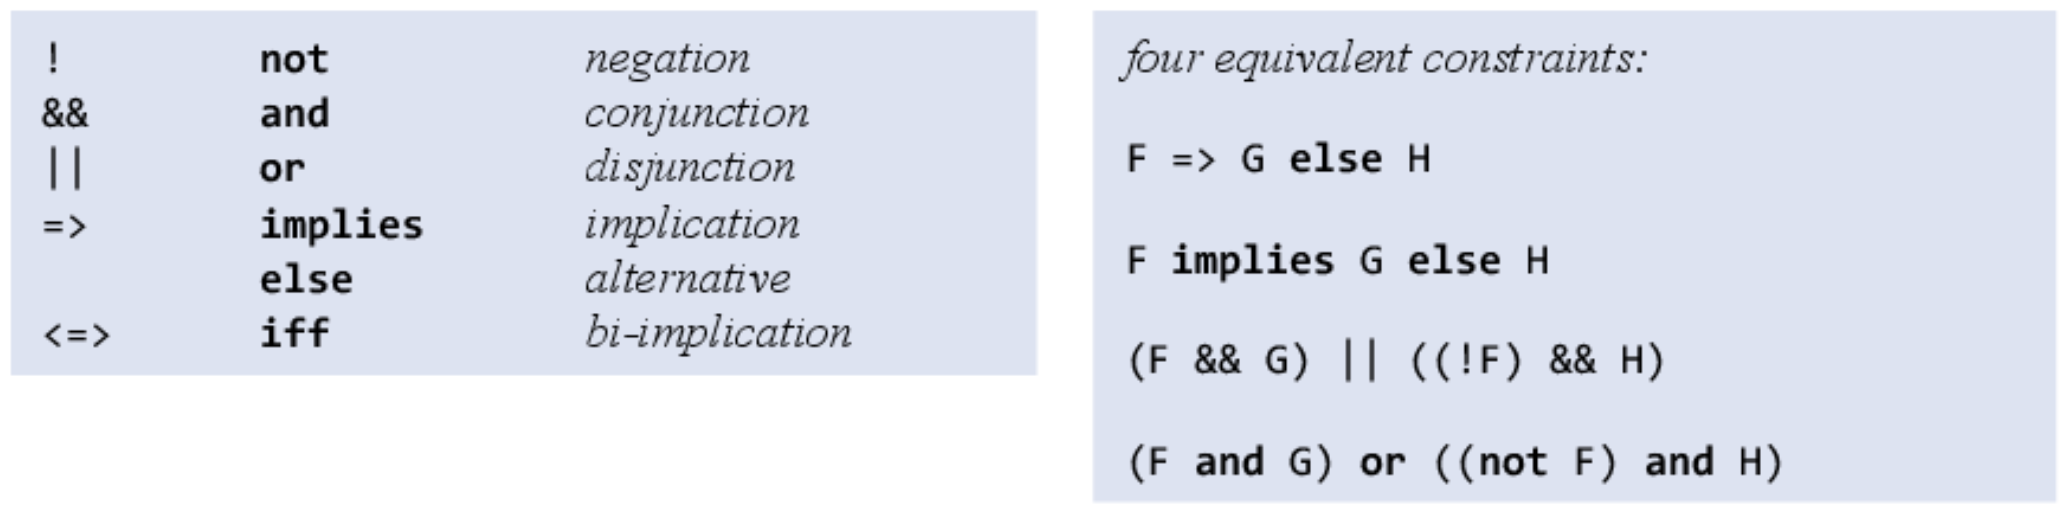 ! not negation
&& and conjunction
|| or disjunction
=> implies implication
else alternative
<=> iff bi-implication
four equivalent constraints:
F => G else H
F implies G else H
(F && G) || ((!F) && H)
(F and G) or ((not F) and H)